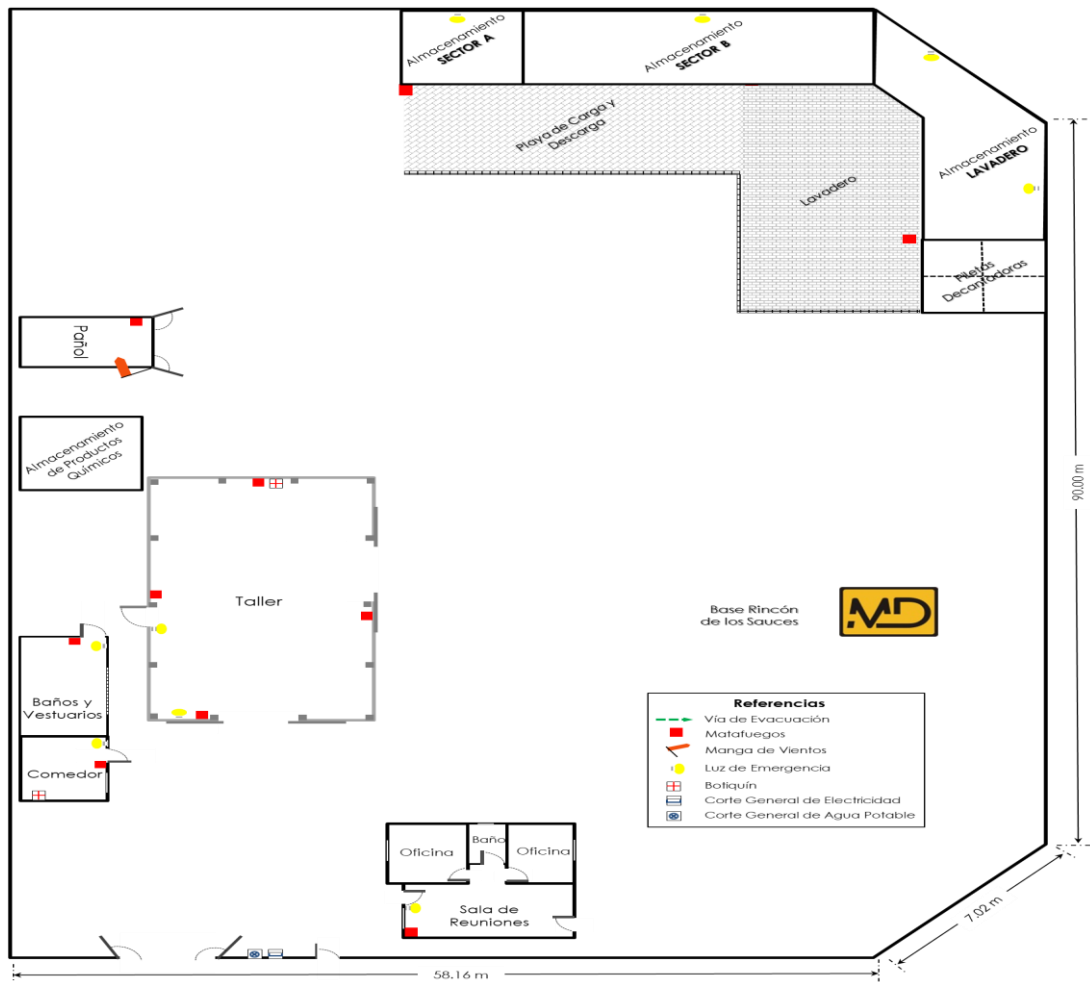 Almacenamiento
SECTOR A
Almacenamiento
SECTOR B
Playa de Carga y
Descarga
Lavadero
Almacenamiento
LAVADERO
Piletas
Decantadoras
Pañol
Almacenamiento
de Productos
Químicos
90.00 m
Taller
Base Rincón
de los Sauces
MD
Baños y
Vestuarios
Comedor
Referencias
Vía de Evacuación
Matafuegos
Manga de Vientos
Luz de Emergencia
Botiquín
Corte General de Electricidad
Corte General de Agua Potable
Oficina
Baño
Oficina
Sala de
Reuniones
7.02 m
58.16 m